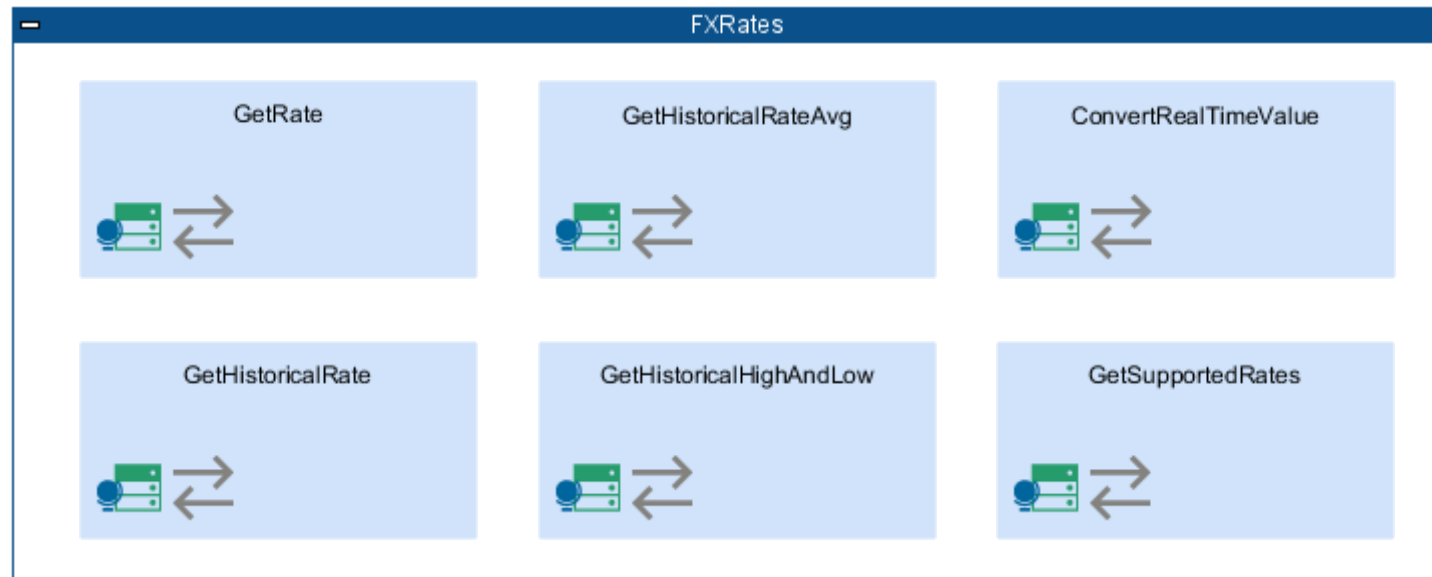 FXRates
GetRate
GetHistoricalRateAvg
ConvertRealTimeValue
GetHistoricalRate
GetHistoricalHighAndLow
GetSupportedRates